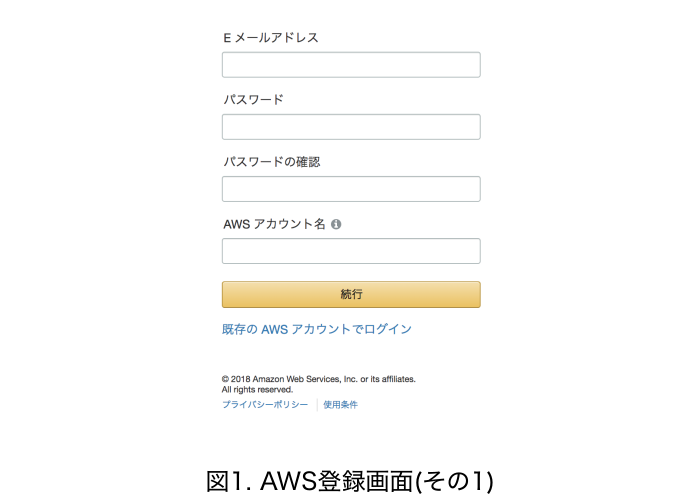 E メールアドレス
パスワード
パスワードの確認
AWS アカウント名
続行
既存の AWS アカウントでログイン
© 2018 Amazon Web Services, Inc. or its affiliates.
All rights reserved.
プライバシーポリシー 使用条件
図1. AWS登録画面(その1)